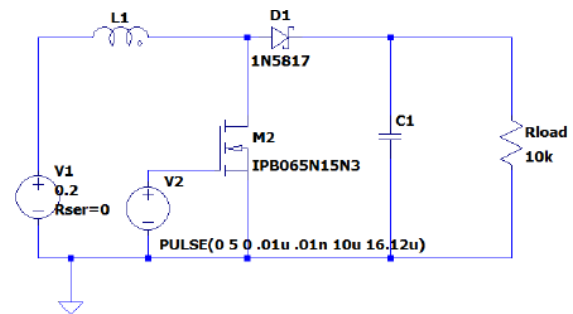 L1
D1
1N5817
C1
Rload
10k
M2
IPB065N15N3
V1
0.2
Rser=0
V2
PULSE(0 5 0 .01u .01n 10u 16.12u)